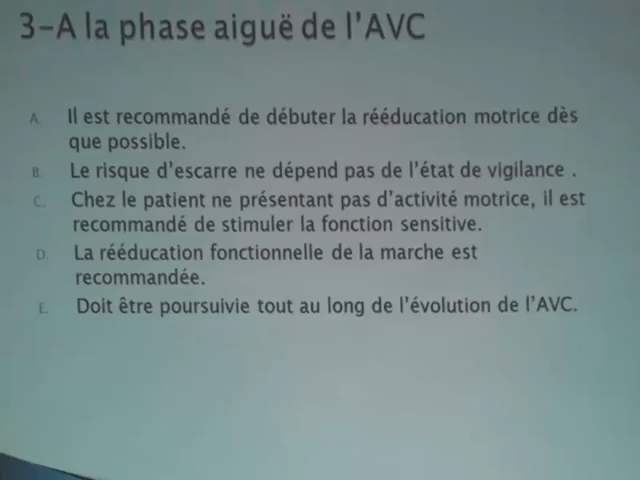 3-A la phase aiguë de l'AVC
A. Il est recommandé de débuter la rééducation motrice dès
que possible.
B. Le risque d'escarre ne dépend pas de l'état de vigilance .
C. Chez le patient ne présentant pas d'activité motrice, il est
recommandé de stimuler la fonction sensitive.
D. La rééducation fonctionnelle de la marche est
recommandée.
E. Doit être poursuivie tout au long de l'évolution de l'AVC.